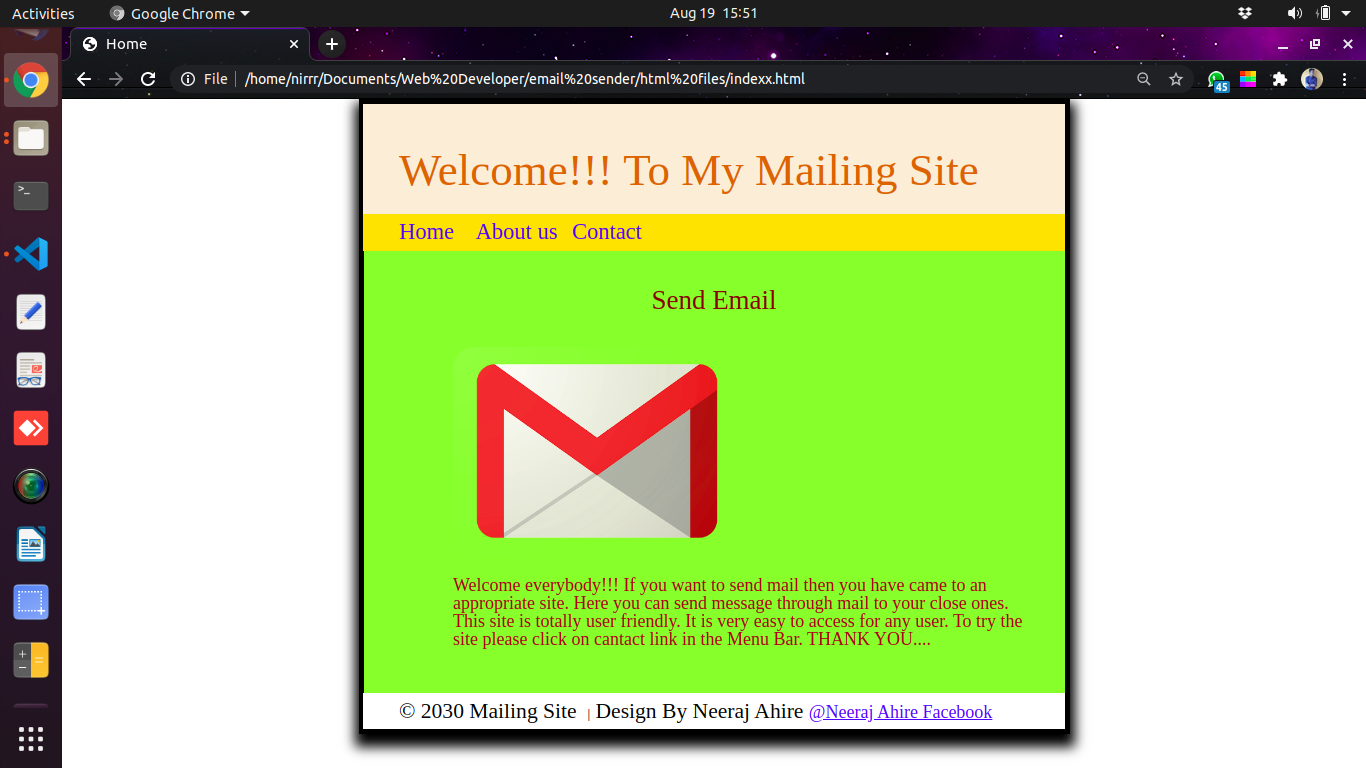 Activities Google Chrome Aug 19 15:51
Home
File /home/nirrr/Documents/Web%20Developer/email%20sender/html%20files/indexx.html 45
Welcome!!! To My Mailing Site
Home About us Contact
Send Email
Welcome everybody!!! If you want to send mail then you have came to an
appropriate site. Here you can send message through mail to your close ones.
This site is totally user friendly. It is very easy to access for any user. To try the
site please click on cantact link in the Menu Bar. THANK YOU....
© 2030 Mailing Site | Design By Neeraj Ahire @Neeraj Ahire Facebook